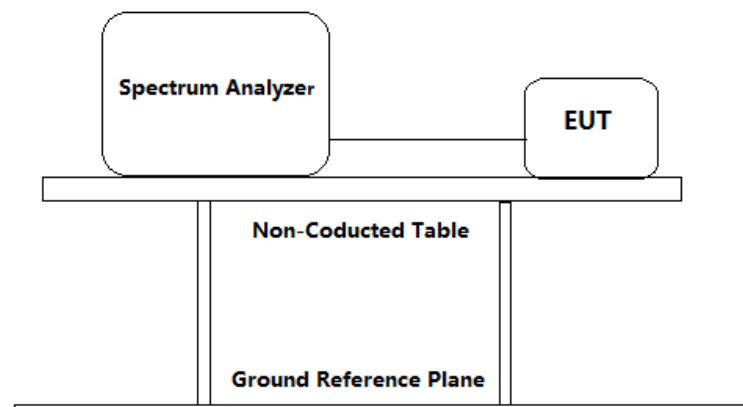 Spectrum Analyzer
EUT
Non-Coducted Table
Ground Reference Plane